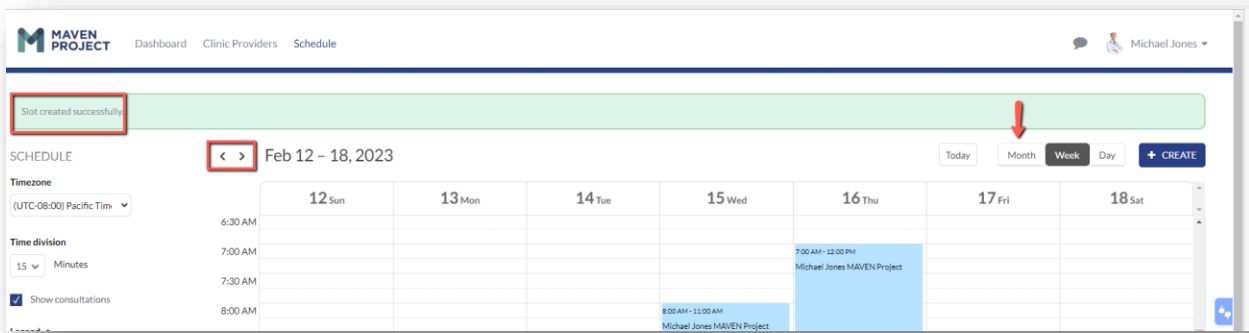 MAVEN
PROJECT
Dashboard Clinic Providers Schedule
Michael Jones
Slot created successfully.
SCHEDULE
Feb 12 – 18, 2023
Today Month Week Day + CREATE
Timezone
(UTC-08:00) Pacific Tim
12 Sun 13 Mon 14 Tue 15 Wed 16 Thu 17 Fri 18 Sat
6:30 AM
Time division
15 Minutes
7:00 AM
7:00 AM - 12:00 PM
Michael Jones MAVEN Project
7:30 AM
Show consultations
8:00 AM
8:00 AM - 11:00 AM
Michael Jones MAVEN Project